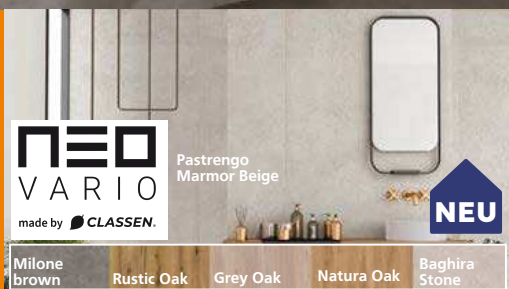 NEO
VARIO
made by CLASSEN®
Pastrengo
Marmor Beige
NEU
Milone
brown
Rustic Oak
Grey Oak
Natura Oak
Baghira
Stone